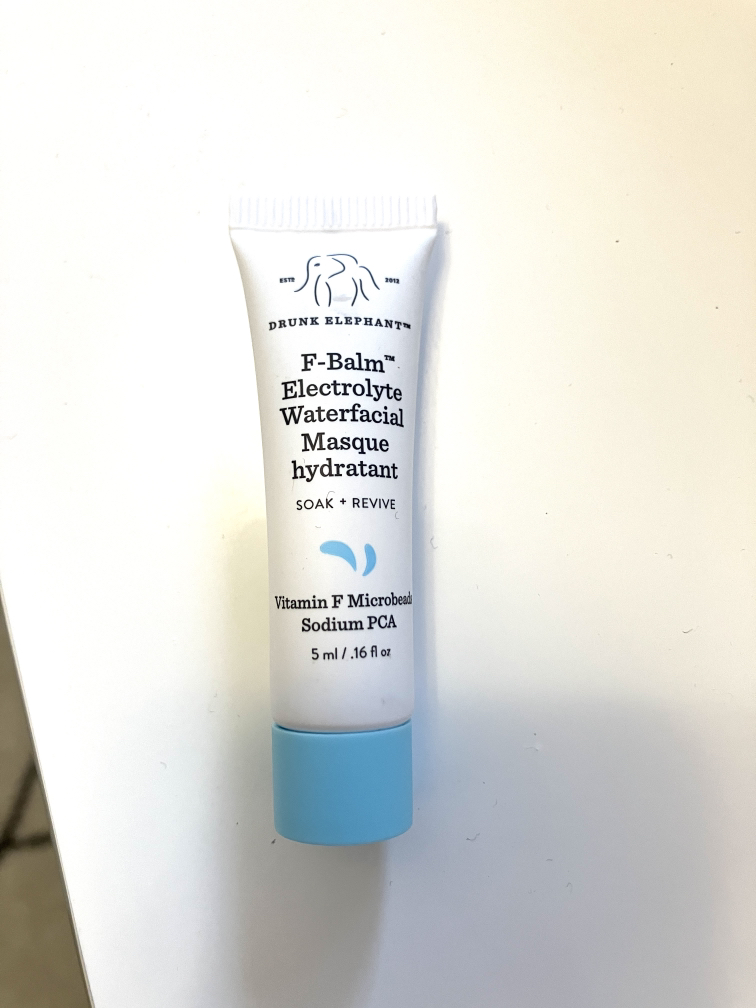 ESTD 2012
DRUNK ELEPHANT™
F-Balm™
Electrolyte
Waterfacial
Masque
hydratant
SOAK + REVIVE
Vitamin F Microbeads
Sodium PCA
5 ml / .16 fl oz